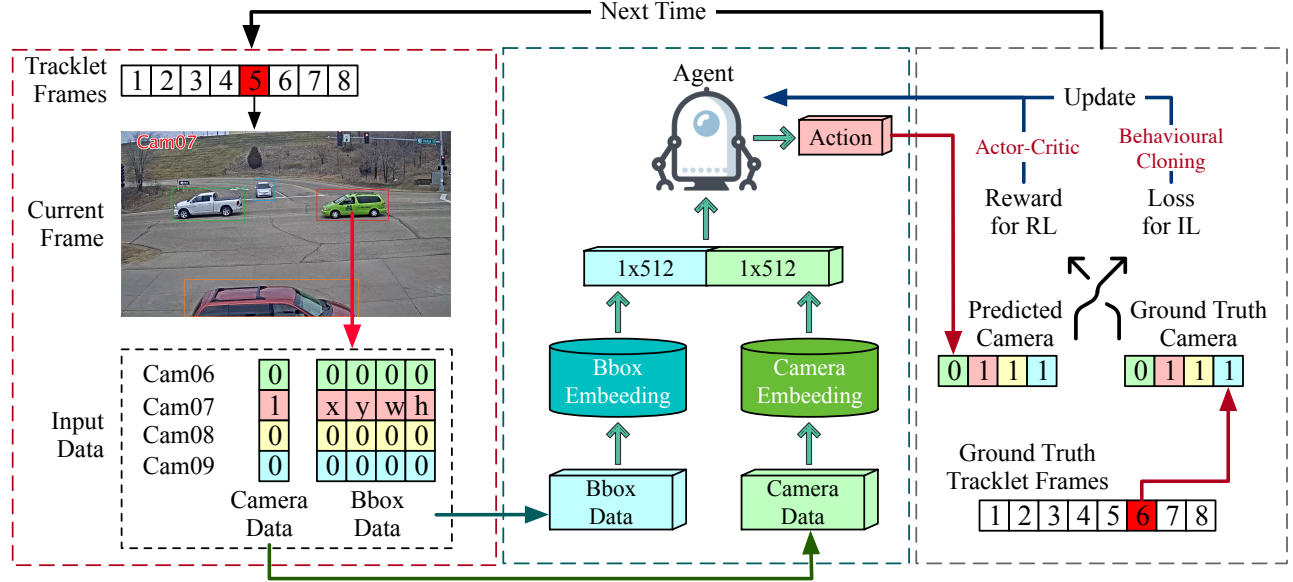 Next Time
Tracklet
Frames
1 2 3 4 5 6 7 8
Cam07
Current
Frame
Input
Data
Cam06 0 0 0 0 0
Cam07 1 x y w h
Cam08 0 0 0 0 0
Cam09 0 0 0 0 0
Camera
Data
Bbox
Data
Agent
Action
1x512 1x512
Bbox
Embeeding
Camera
Embeeding
Bbox
Data
Camera
Data
Update
Actor-Critic
Behavioural
Cloning
Reward
for RL
Loss
for IL
Predicted
Camera
0 1 1 1
Ground Truth
Camera
0 1 1 1
Ground Truth
Tracklet Frames
1 2 3 4 5 6 7 8